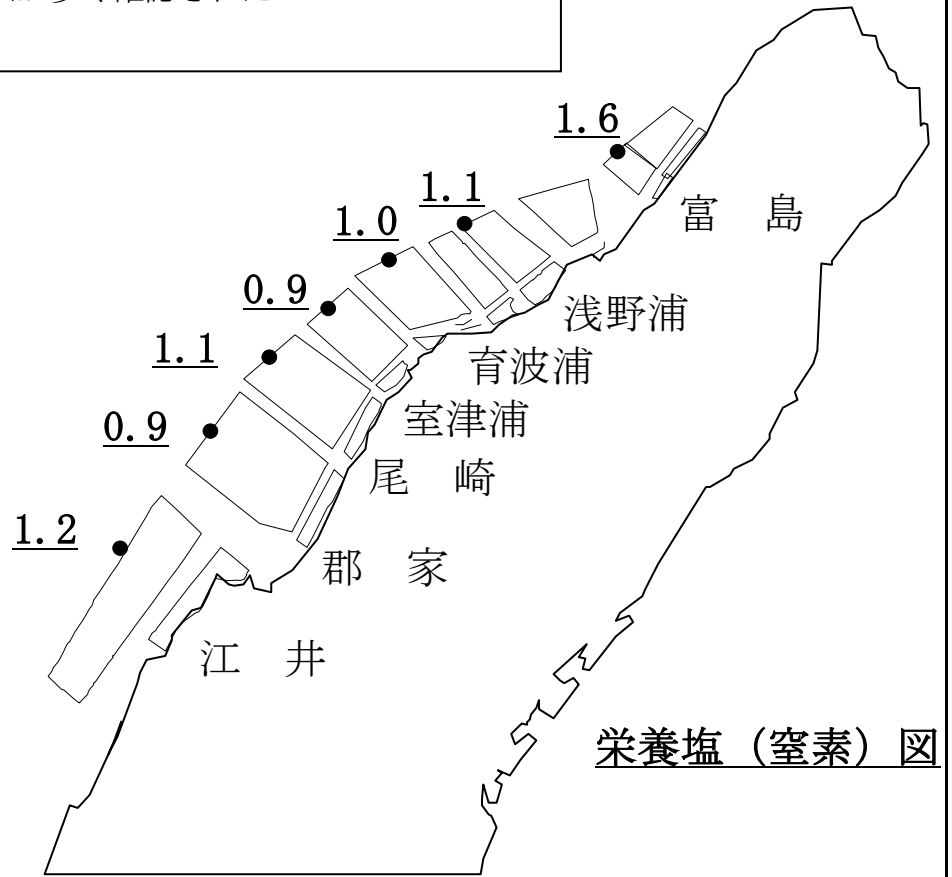 1.6
1.1
1.0
0.9
1.1
0.9
1.2
富 島
浅野浦
育波浦
室津浦
尾 崎
郡 家
江 井
栄養塩（窒素）図